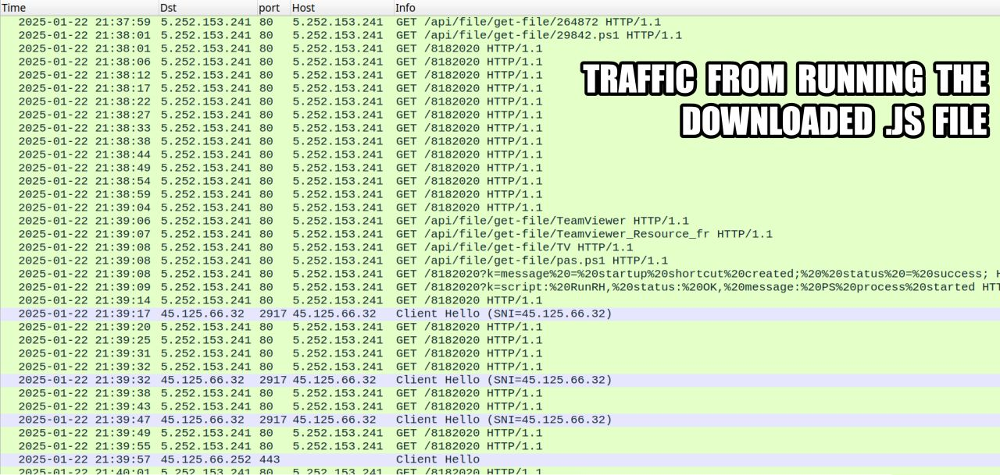 Time Dst port Host Info
2025-01-22 21:37:59 5.252.153.241 80 5.252.153.241 GET /api/file/get-file/264872 HTTP/1.1
2025-01-22 21:38:01 5.252.153.241 80 5.252.153.241 GET /api/file/get-file/29842.ps1 HTTP/1.1
2025-01-22 21:38:01 5.252.153.241 80 5.252.153.241 GET /8182020 HTTP/1.1
2025-01-22 21:38:06 5.252.153.241 80 5.252.153.241 GET /8182020 HTTP/1.1
2025-01-22 21:38:12 5.252.153.241 80 5.252.153.241 GET /8182020 HTTP/1.1
2025-01-22 21:38:17 5.252.153.241 80 5.252.153.241 GET /8182020 HTTP/1.1
2025-01-22 21:38:22 5.252.153.241 80 5.252.153.241 GET /8182020 HTTP/1.1
2025-01-22 21:38:27 5.252.153.241 80 5.252.153.241 GET /8182020 HTTP/1.1
2025-01-22 21:38:33 5.252.153.241 80 5.252.153.241 GET /8182020 HTTP/1.1
2025-01-22 21:38:38 5.252.153.241 80 5.252.153.241 GET /8182020 HTTP/1.1
2025-01-22 21:38:44 5.252.153.241 80 5.252.153.241 GET /8182020 HTTP/1.1
2025-01-22 21:38:49 5.252.153.241 80 5.252.153.241 GET /8182020 HTTP/1.1
2025-01-22 21:38:54 5.252.153.241 80 5.252.153.241 GET /8182020 HTTP/1.1
2025-01-22 21:38:59 5.252.153.241 80 5.252.153.241 GET /8182020 HTTP/1.1
2025-01-22 21:39:04 5.252.153.241 80 5.252.153.241 GET /8182020 HTTP/1.1
2025-01-22 21:39:06 5.252.153.241 80 5.252.153.241 GET /api/file/get-file/TeamViewer HTTP/1.1
2025-01-22 21:39:07 5.252.153.241 80 5.252.153.241 GET /api/file/get-file/Teamviewer_Resource_fr HTTP/1.1
2025-01-22 21:39:08 5.252.153.241 80 5.252.153.241 GET /api/file/get-file/TV HTTP/1.1
2025-01-22 21:39:08 5.252.153.241 80 5.252.153.241 GET /api/file/get-file/pas.ps1 HTTP/1.1
2025-01-22 21:39:08 5.252.153.241 80 5.252.153.241 GET /8182020?k=message%20=%20startup%20shortcut%20created;%20%20status%20=%20success; H
2025-01-22 21:39:09 5.252.153.241 80 5.252.153.241 GET /8182020?k=script:%20RunRH,%20status:%20OK,%20message:%20PS%20process%20started HTT
2025-01-22 21:39:14 5.252.153.241 80 5.252.153.241 GET /8182020 HTTP/1.1
2025-01-22 21:39:17 45.125.66.32 2917 45.125.66.32 Client Hello (SNI=45.125.66.32)
2025-01-22 21:39:20 5.252.153.241 80 5.252.153.241 GET /8182020 HTTP/1.1
2025-01-22 21:39:25 5.252.153.241 80 5.252.153.241 GET /8182020 HTTP/1.1
2025-01-22 21:39:31 5.252.153.241 80 5.252.153.241 GET /8182020 HTTP/1.1
2025-01-22 21:39:32 5.252.153.241 80 5.252.153.241 GET /8182020 HTTP/1.1
2025-01-22 21:39:32 45.125.66.32 2917 45.125.66.32 Client Hello (SNI=45.125.66.32)
2025-01-22 21:39:38 5.252.153.241 80 5.252.153.241 GET /8182020 HTTP/1.1
2025-01-22 21:39:43 5.252.153.241 80 5.252.153.241 GET /8182020 HTTP/1.1
2025-01-22 21:39:47 45.125.66.32 2917 45.125.66.32 Client Hello (SNI=45.125.66.32)
2025-01-22 21:39:49 5.252.153.241 80 5.252.153.241 GET /8182020 HTTP/1.1
2025-01-22 21:39:55 5.252.153.241 80 5.252.153.241 GET /8182020 HTTP/1.1
2025-01-22 21:39:57 45.125.66.252 443 Client Hello
2025-01-22 21:40:01 5.252.153.241 80 5.252.153.241 GET /8182020 HTTP/1.1
TRAFFIC FROM RUNNING THE
DOWNLOADED .JS FILE